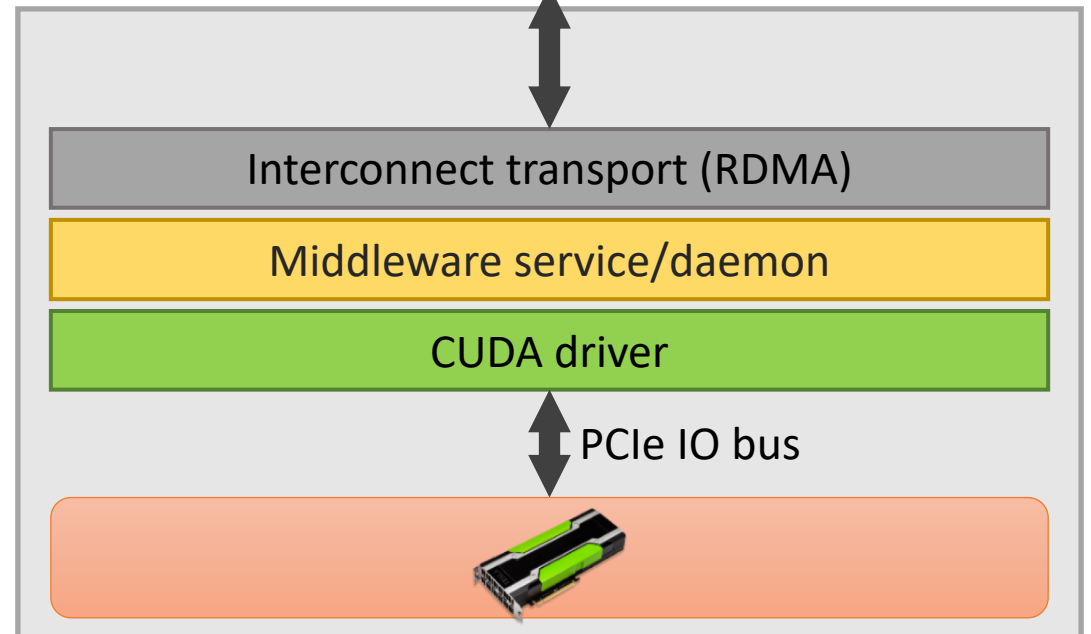 Interconnect transport (RDMA)
Middleware service/daemon
CUDA driver
PCIe IO bus